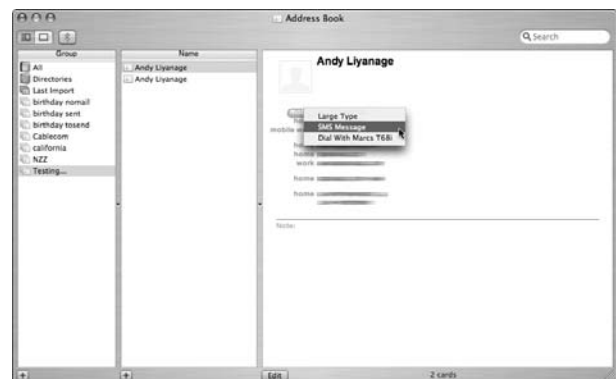 Address Book
Search
Group
All
Directories
Last Import
birthday nomail
birthday sent
birthday tosend
Cablecom
california
NZZ
Testing...
Name
Andy Liyanage
Andy Liyanage
Andy Liyanage
Large Type
SMS Message
Dial With Marcs T68i
mobile
home
work
home
home
Note:
Edit
2 cards